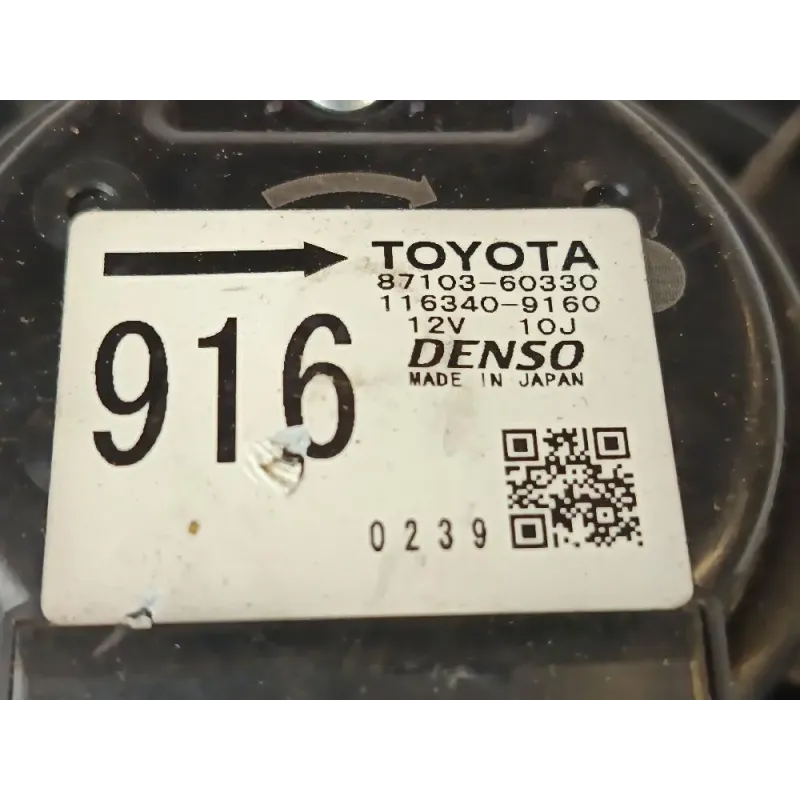 TOYOTA
87103-60330
116340-9160
12V 10J
DENSO
MADE IN JAPAN
916
0239